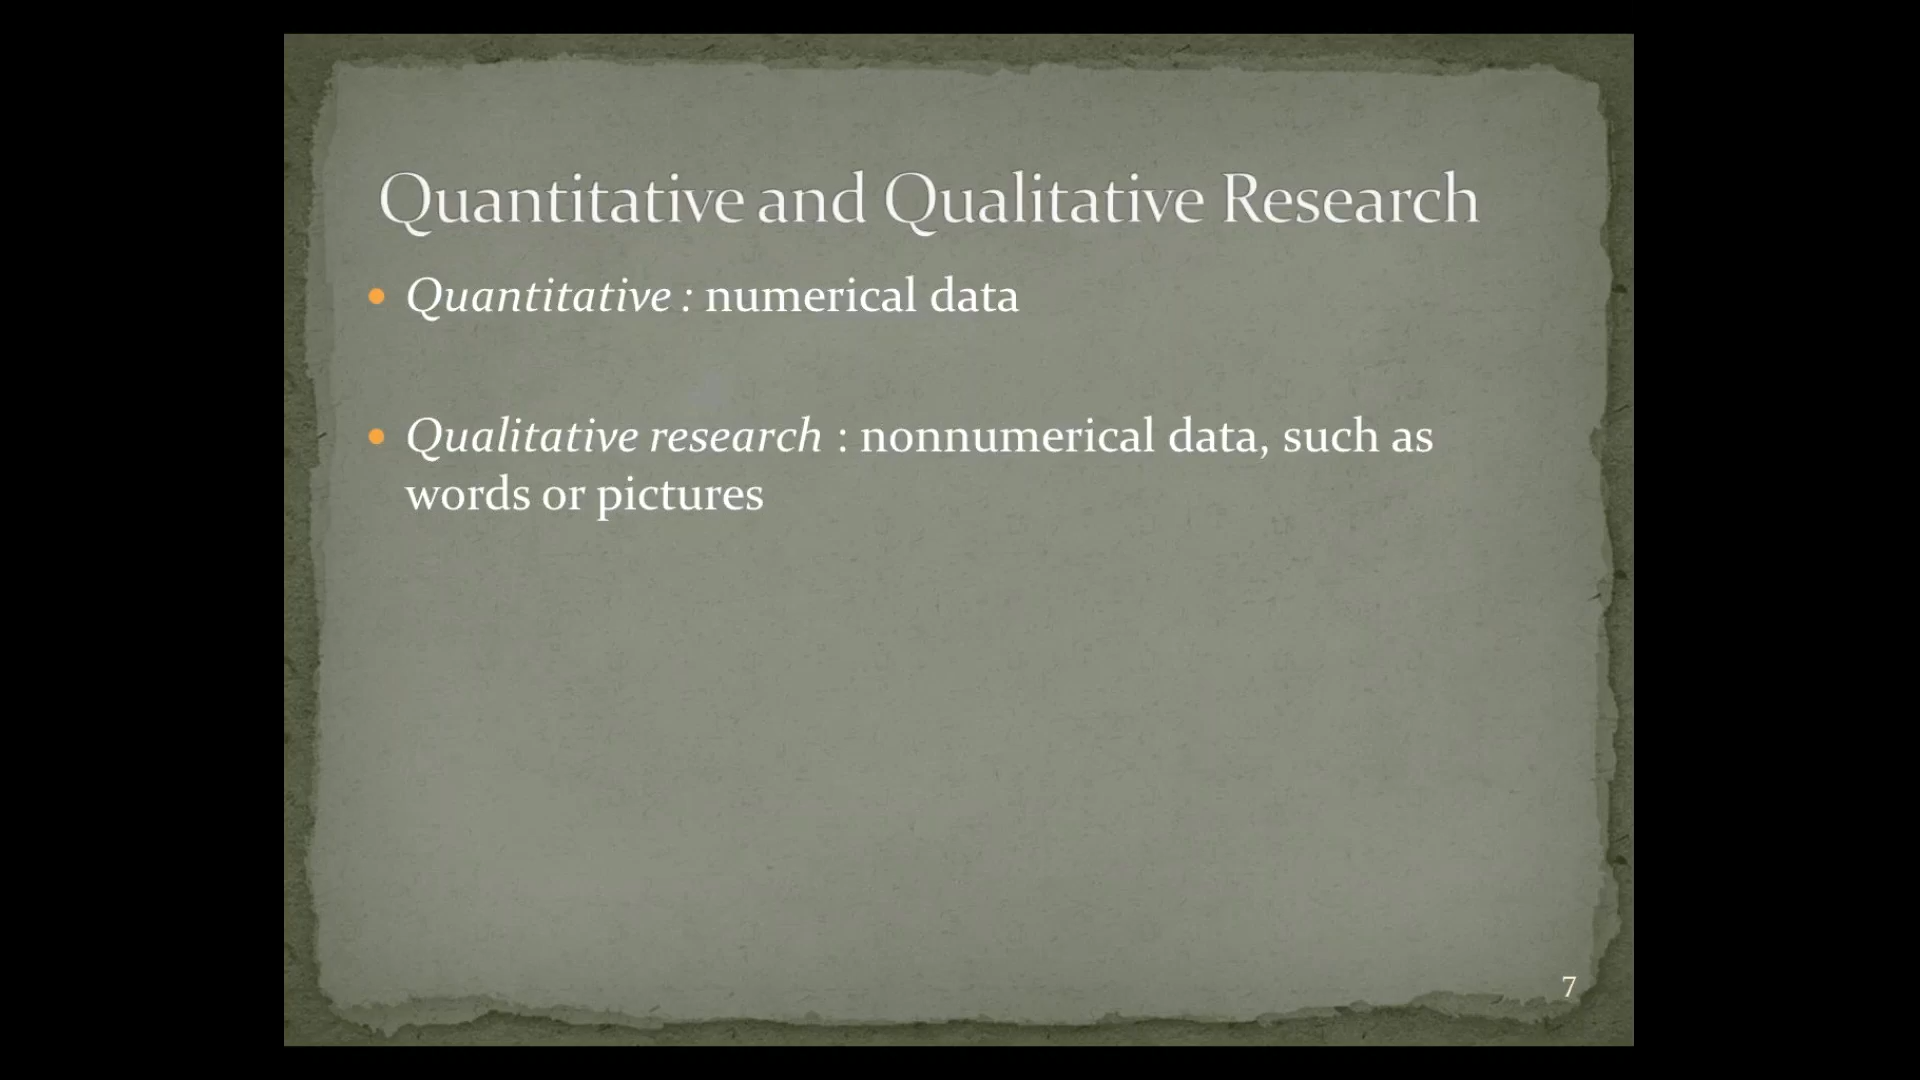 Quantitative and Qualitative Research
• Quantitative : numerical data
• Qualitative research : nonnumerical data, such as
words or pictures
7